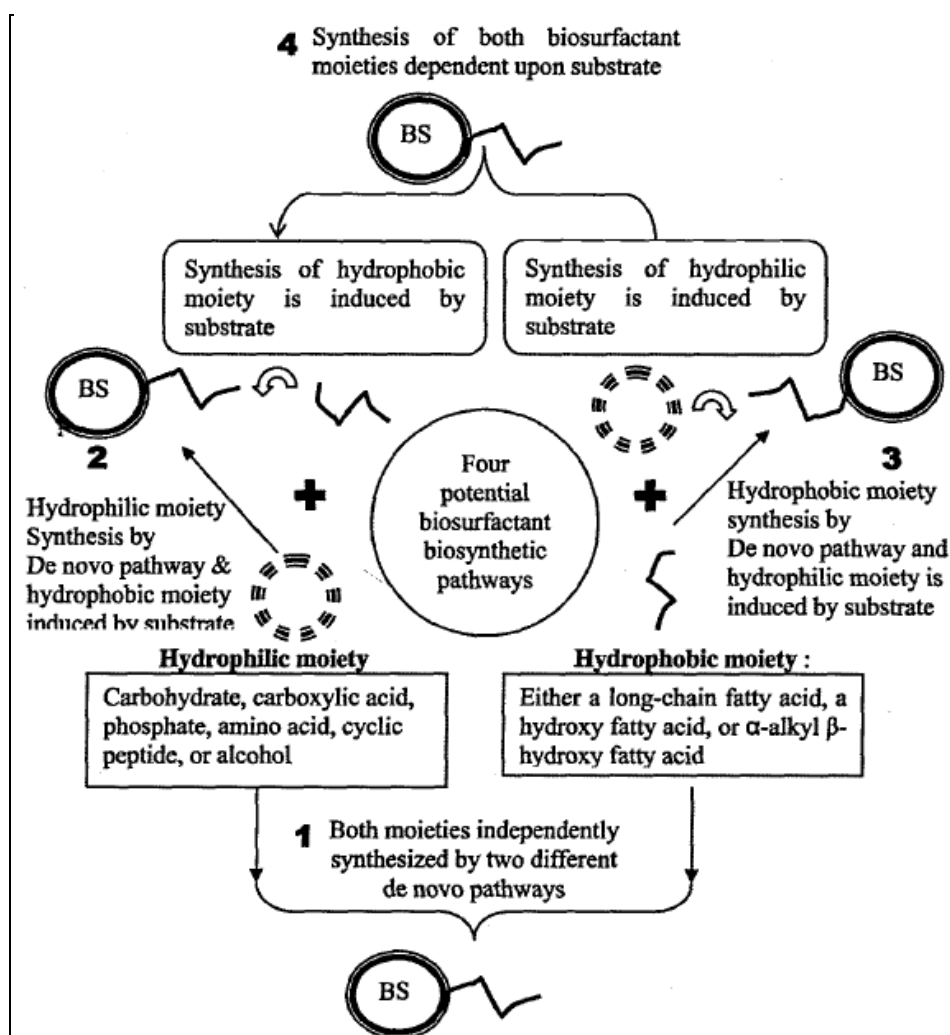 4 Synthesis of both biosurfactant
moieties dependent upon substrate
BS
Synthesis of hydrophobic
moiety is induced by
substrate
Synthesis of hydrophilic
moiety is induced by
substrate
BS
BS
2
3
Four
potential
biosurfactant
biosynthetic
pathways
Hydrophilic moiety
Synthesis by
De novo pathway &
hydrophobic moiety
induced by substrate
Hydrophobic moiety
synthesis by
De novo pathway and
hydrophilic moiety is
induced by substrate
Hydrophilic moiety
Carbohydrate, carboxylic acid,
phosphate, amino acid, cyclic
peptide, or alcohol
Hydrophobic moiety :
Either a long-chain fatty acid, a
hydroxy fatty acid, or α-alkyl β-
hydroxy fatty acid
1 Both moieties independently
synthesized by two different
de novo pathways
BS